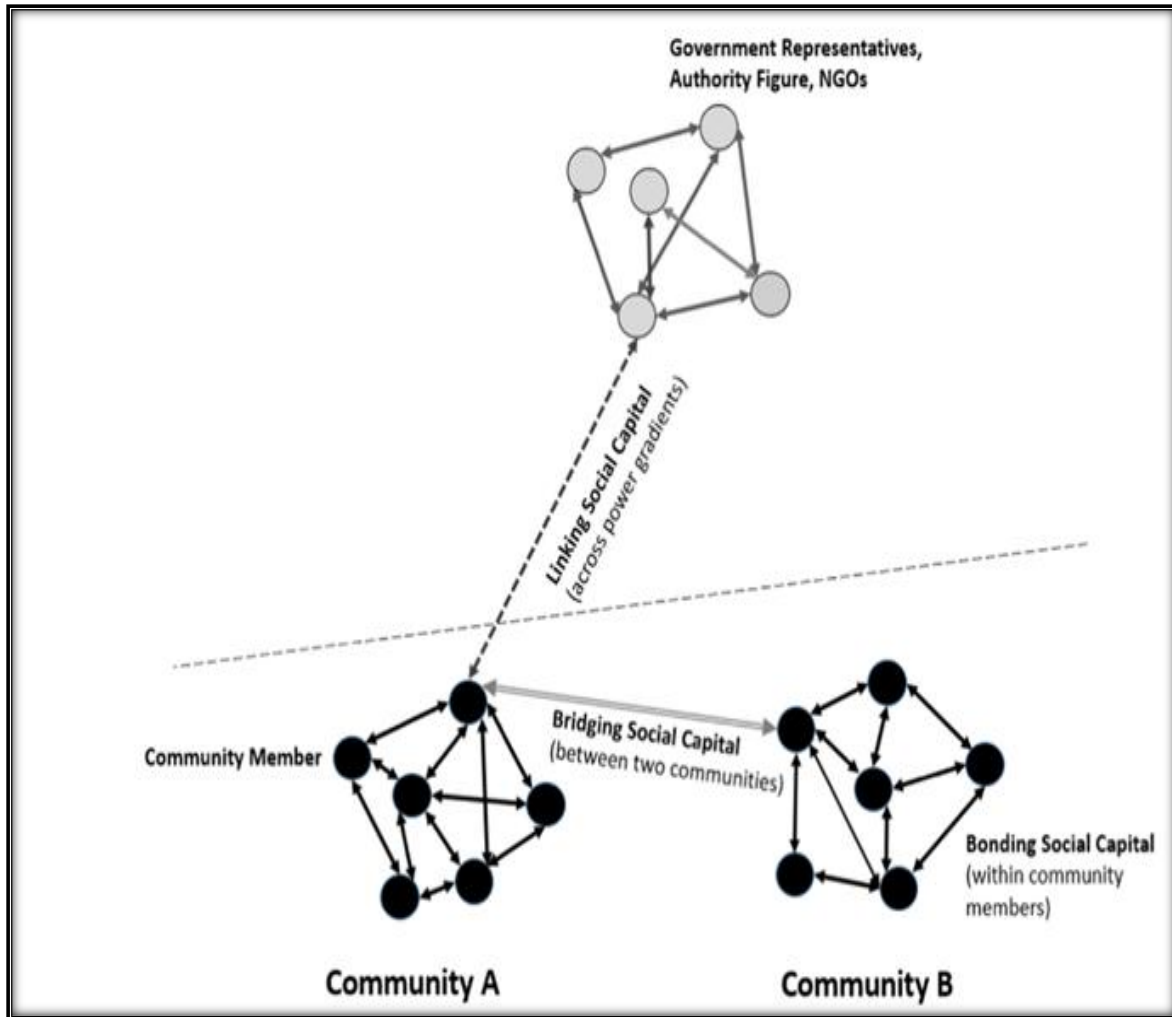 Government Representatives,
Authority Figure, NGOs
Linking Social Capital
(across power gradients)
Bridging Social Capital
(between two communities)
Community Member
Bonding Social Capital
(within community
members)
Community A
Community B